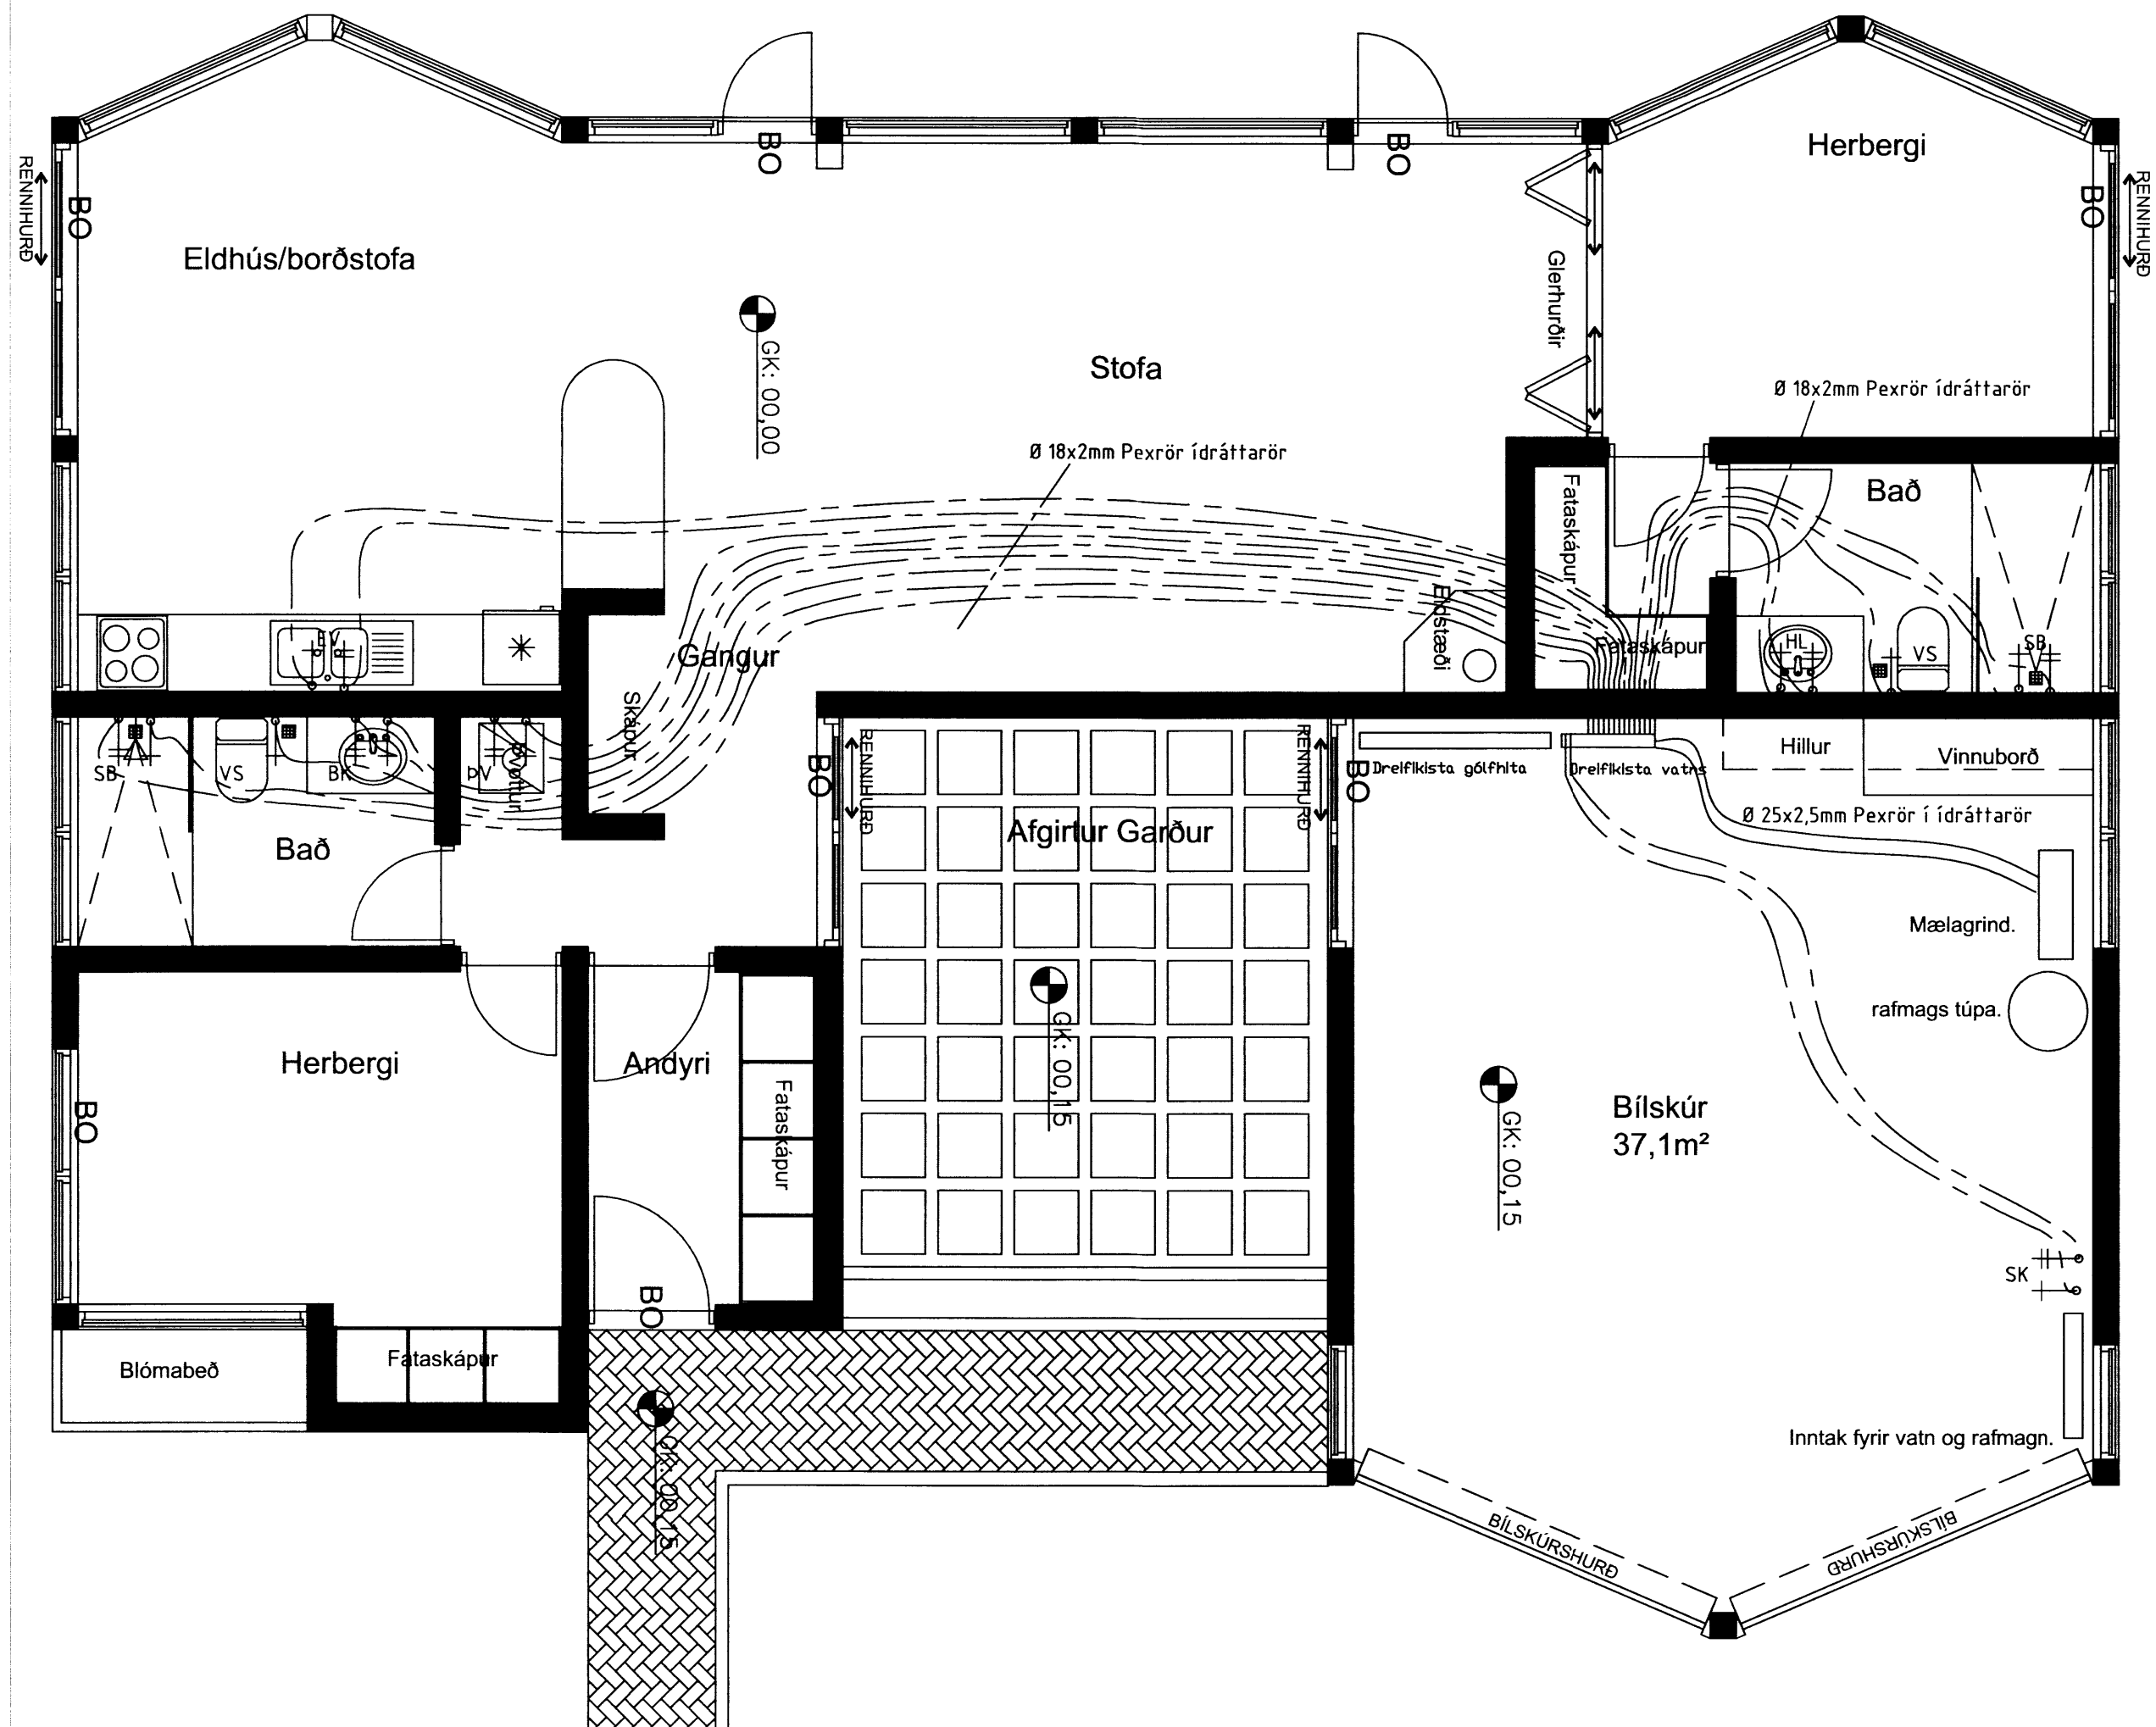 Herbergi
BO
BO
RENNIHURÐ
BO
BO
RENNIHURÐ
Eldhús/borðstofa
Glerhurðir
GK: 00,00
Stofa
Ø 18x2mm Pexrör ídráttarör
Ø 18x2mm Pexrör ídráttarör
Fataskápur
Bað
Eldstæði
EV
Gangur
Fataskápur
HL
VS
SB
Skápur
SB
VS
BK
ÞV
Þvottur
BO
RENNIHURÐ
RENNIHURÐ
BO
Dreifikista gólfhita
Dreifikista vatns
Hillur
Vinnuborð
Ø 25x2,5mm Pexrör í ídráttarör
Bað
Afgirtur Garður
Mælagrind.
rafmags túpa.
Herbergi
Andyri
GK: 00,15
BO
Fataskápur
Bílskúr
37,1m²
GK: 00,15
SK
BO
Blómabeð
Fataskápur
GK: 00,15
Inntak fyrir vatn og rafmagn.
BÍLSKÚRSHURÐ
BÍLSKÚRSHURÐ